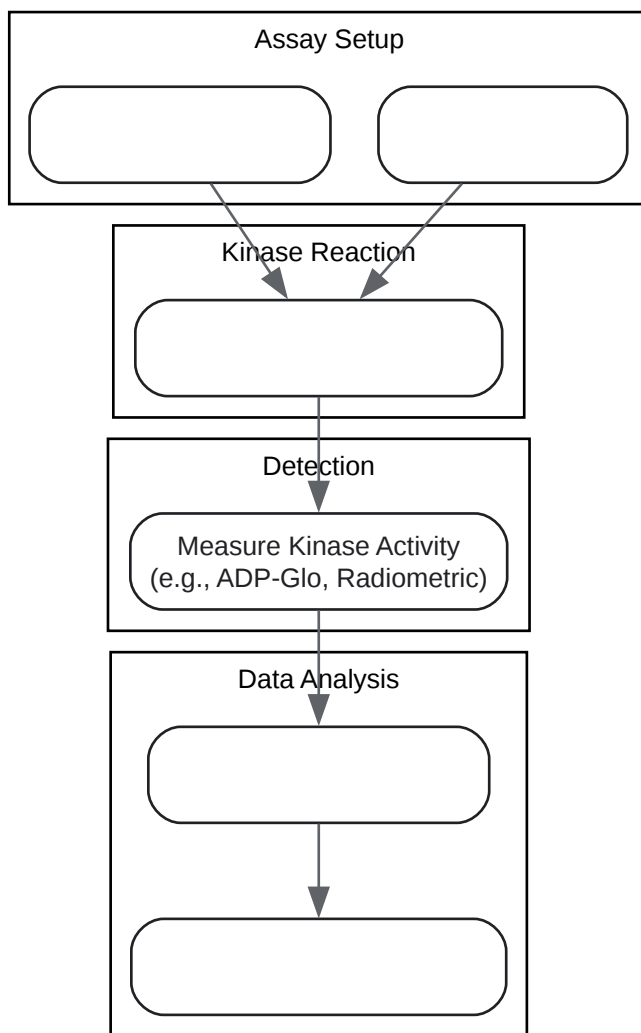 Assay Setup
Kinase Reaction
Detection
Measure Kinase Activity
(e.g., ADP-Glo, Radiometric)
Data Analysis